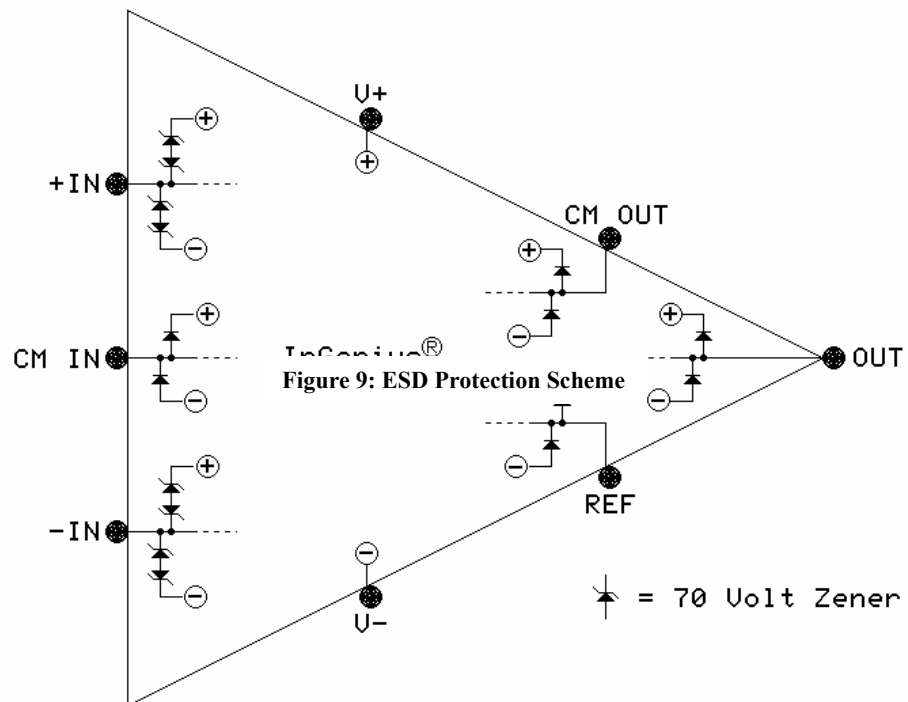 V+
+
+
+IN
CM OUT
-
+
+
+
CM IN
-
OUT
Figure 9: ESD Protection Scheme
-
-
+
-
-IN
REF
-
-
V-
= 70 Volt Zener